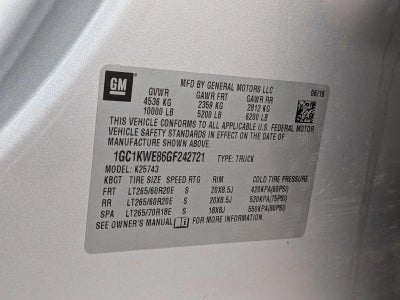 GM
MFD BY GENERAL MOTORS LLC
06/16
GVWR GAWR FRT GAWR RR
4536 KG 2359 KG 2812 KG
10000 LB 5200 LB 6200 LB
THIS VEHICLE CONFORMS TO ALL APPLICABLE U.S. FEDERAL MOTOR
VEHICLE SAFETY STANDARDS IN EFFECT ON THE DATE OF
MANUFACTURE SHOWN ABOVE.
1GC1KWE86GF242721 TYPE: TRUCK
MODEL: K25743
KBGT TIRE SIZE SPEED RTG RIM COLD TIRE PRESSURE
FRT LT265/60R20E S 20X8.5J 420KPA(60PSI)
RR LT265/60R20E S 20X8.5J 520KPA(75PSI)
SPA LT265/70R18E S 18X8J 550KPA(80PSI)
SEE OWNER'S MANUAL FOR ADDITIONAL INFORMATION.